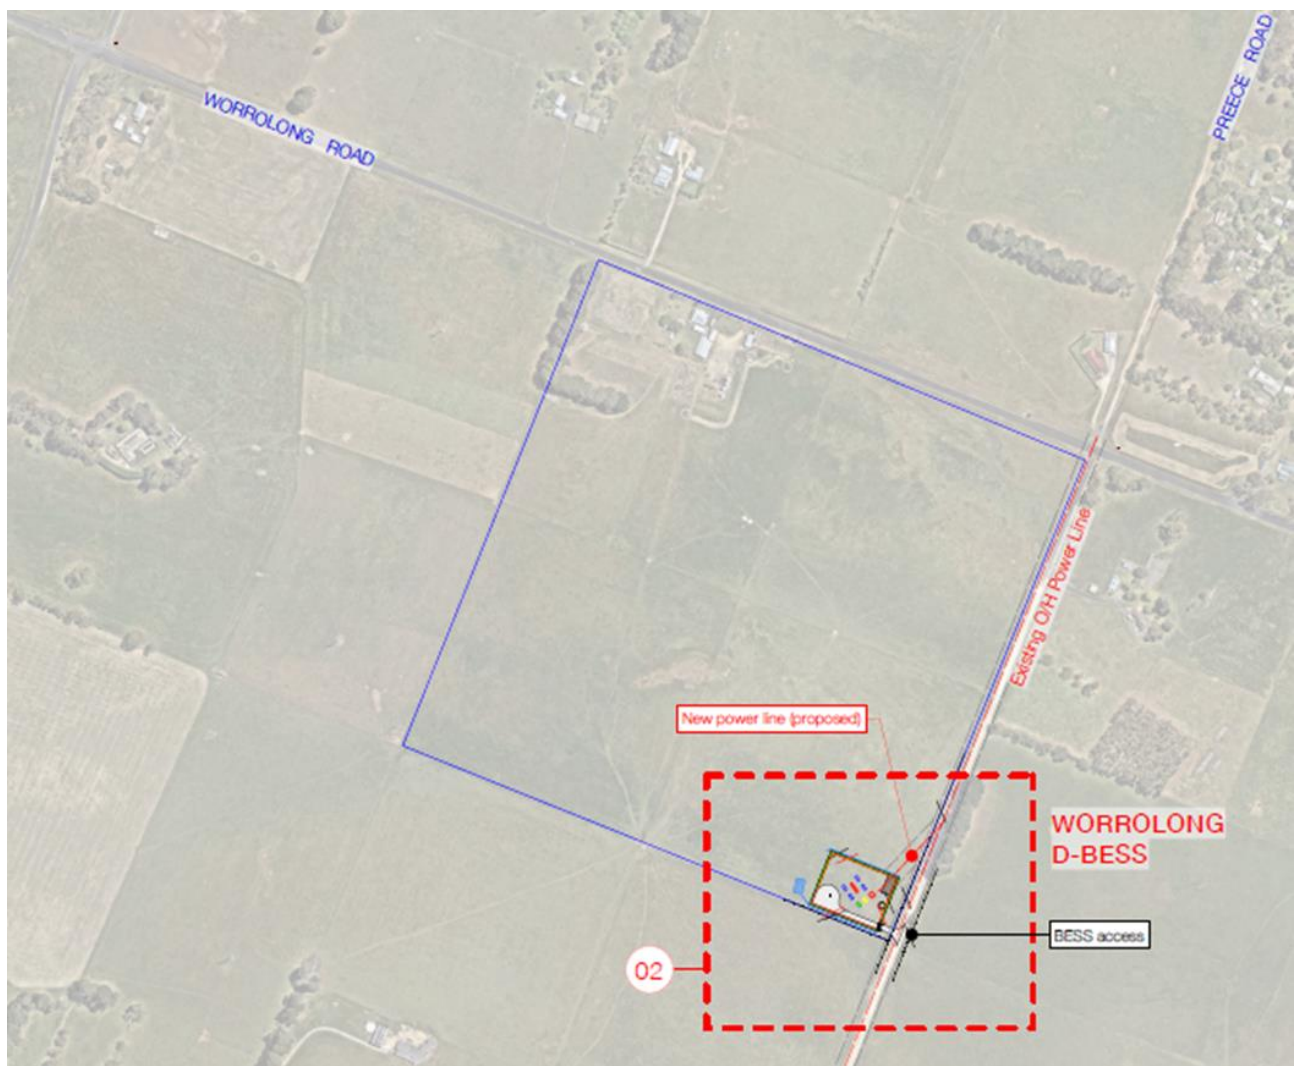 PREECE ROAD
WORROLONG ROAD
Existing O/H Power Line
New power line (proposed)
WORROLONG
D-BESS
BESS access
02